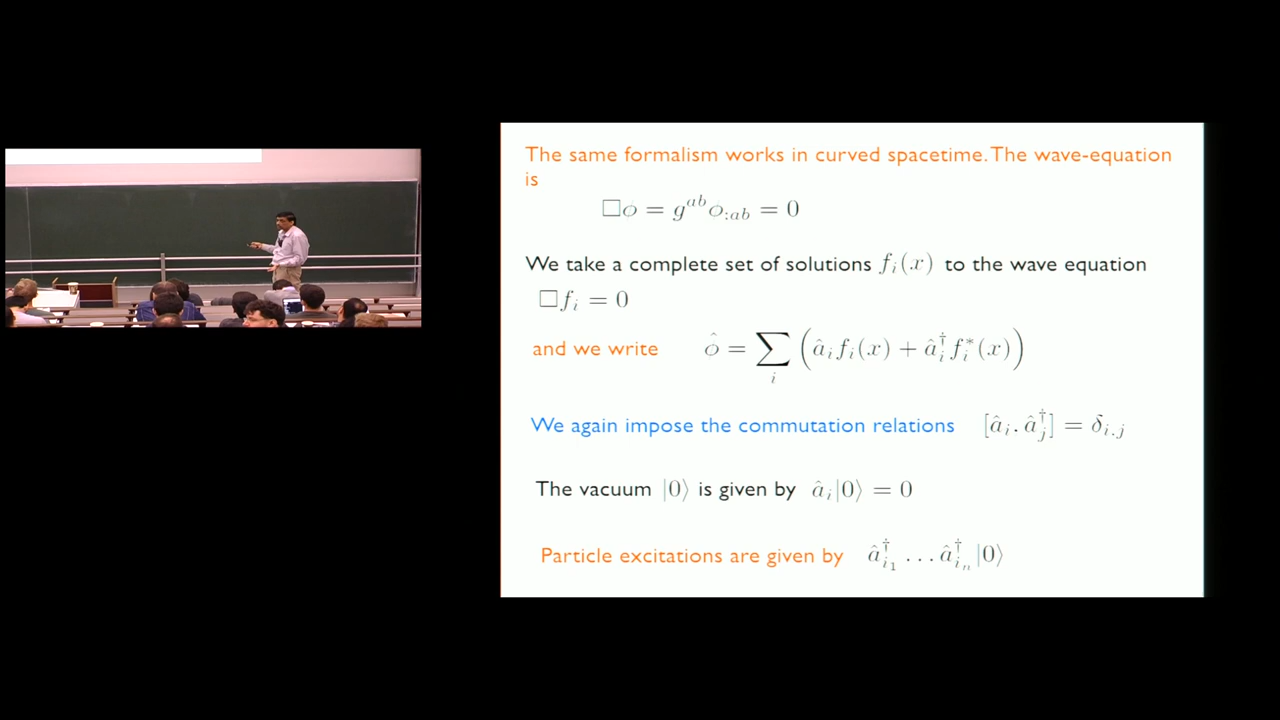 The same formalism works in curved spacetime. The wave-equation
is
□φ = g^{ab}φ_{;ab} = 0
We take a complete set of solutions f_i(x) to the wave equation
□f_i = 0
and we write φ̂ = ∑_i (â_i f_i(x) + â_i^† f_i^*(x))
We again impose the commutation relations [â_i, â_j^†] = δ_{i,j}
The vacuum |0⟩ is given by â_i|0⟩ = 0
Particle excitations are given by â_{i_1}^† … â_{i_n}^† |0⟩